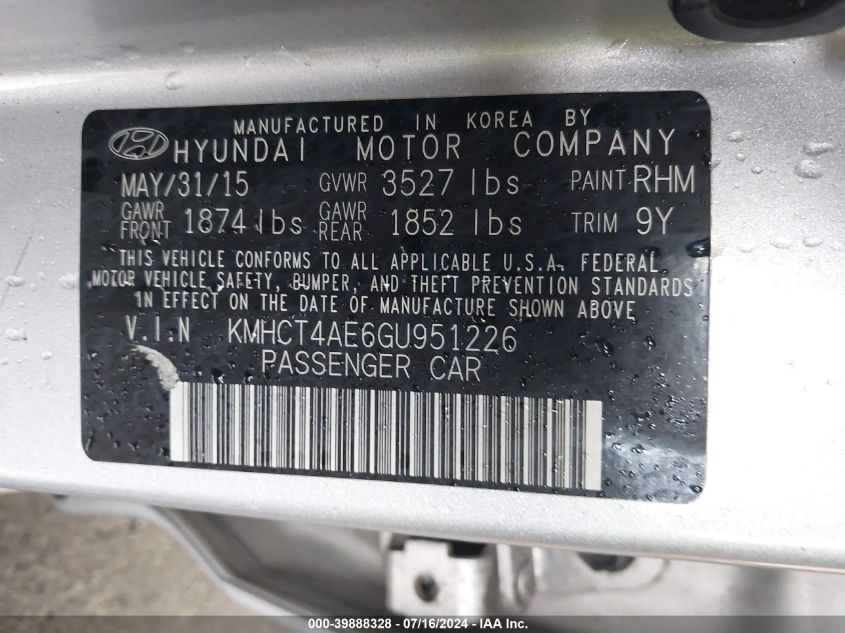 MANUFACTURED IN KOREA BY
HYUNDAI MOTOR COMPANY
MAY/31/15 GVWR 3527 lbs PAINT RHM
GAWR FRONT 1874 lbs GAWR REAR 1852 lbs TRIM 9Y
THIS VEHICLE CONFORMS TO ALL APPLICABLE U.S.A. FEDERAL
MOTOR VEHICLE SAFETY, BUMPER, AND THEFT PREVENTION STANDARDS
IN EFFECT ON THE DATE OF MANUFACTURE SHOWN ABOVE
V.I.N KMHCT4AE6GU951226
PASSENGER CAR
000-39888328 - 07/16/2024 - IAA Inc.